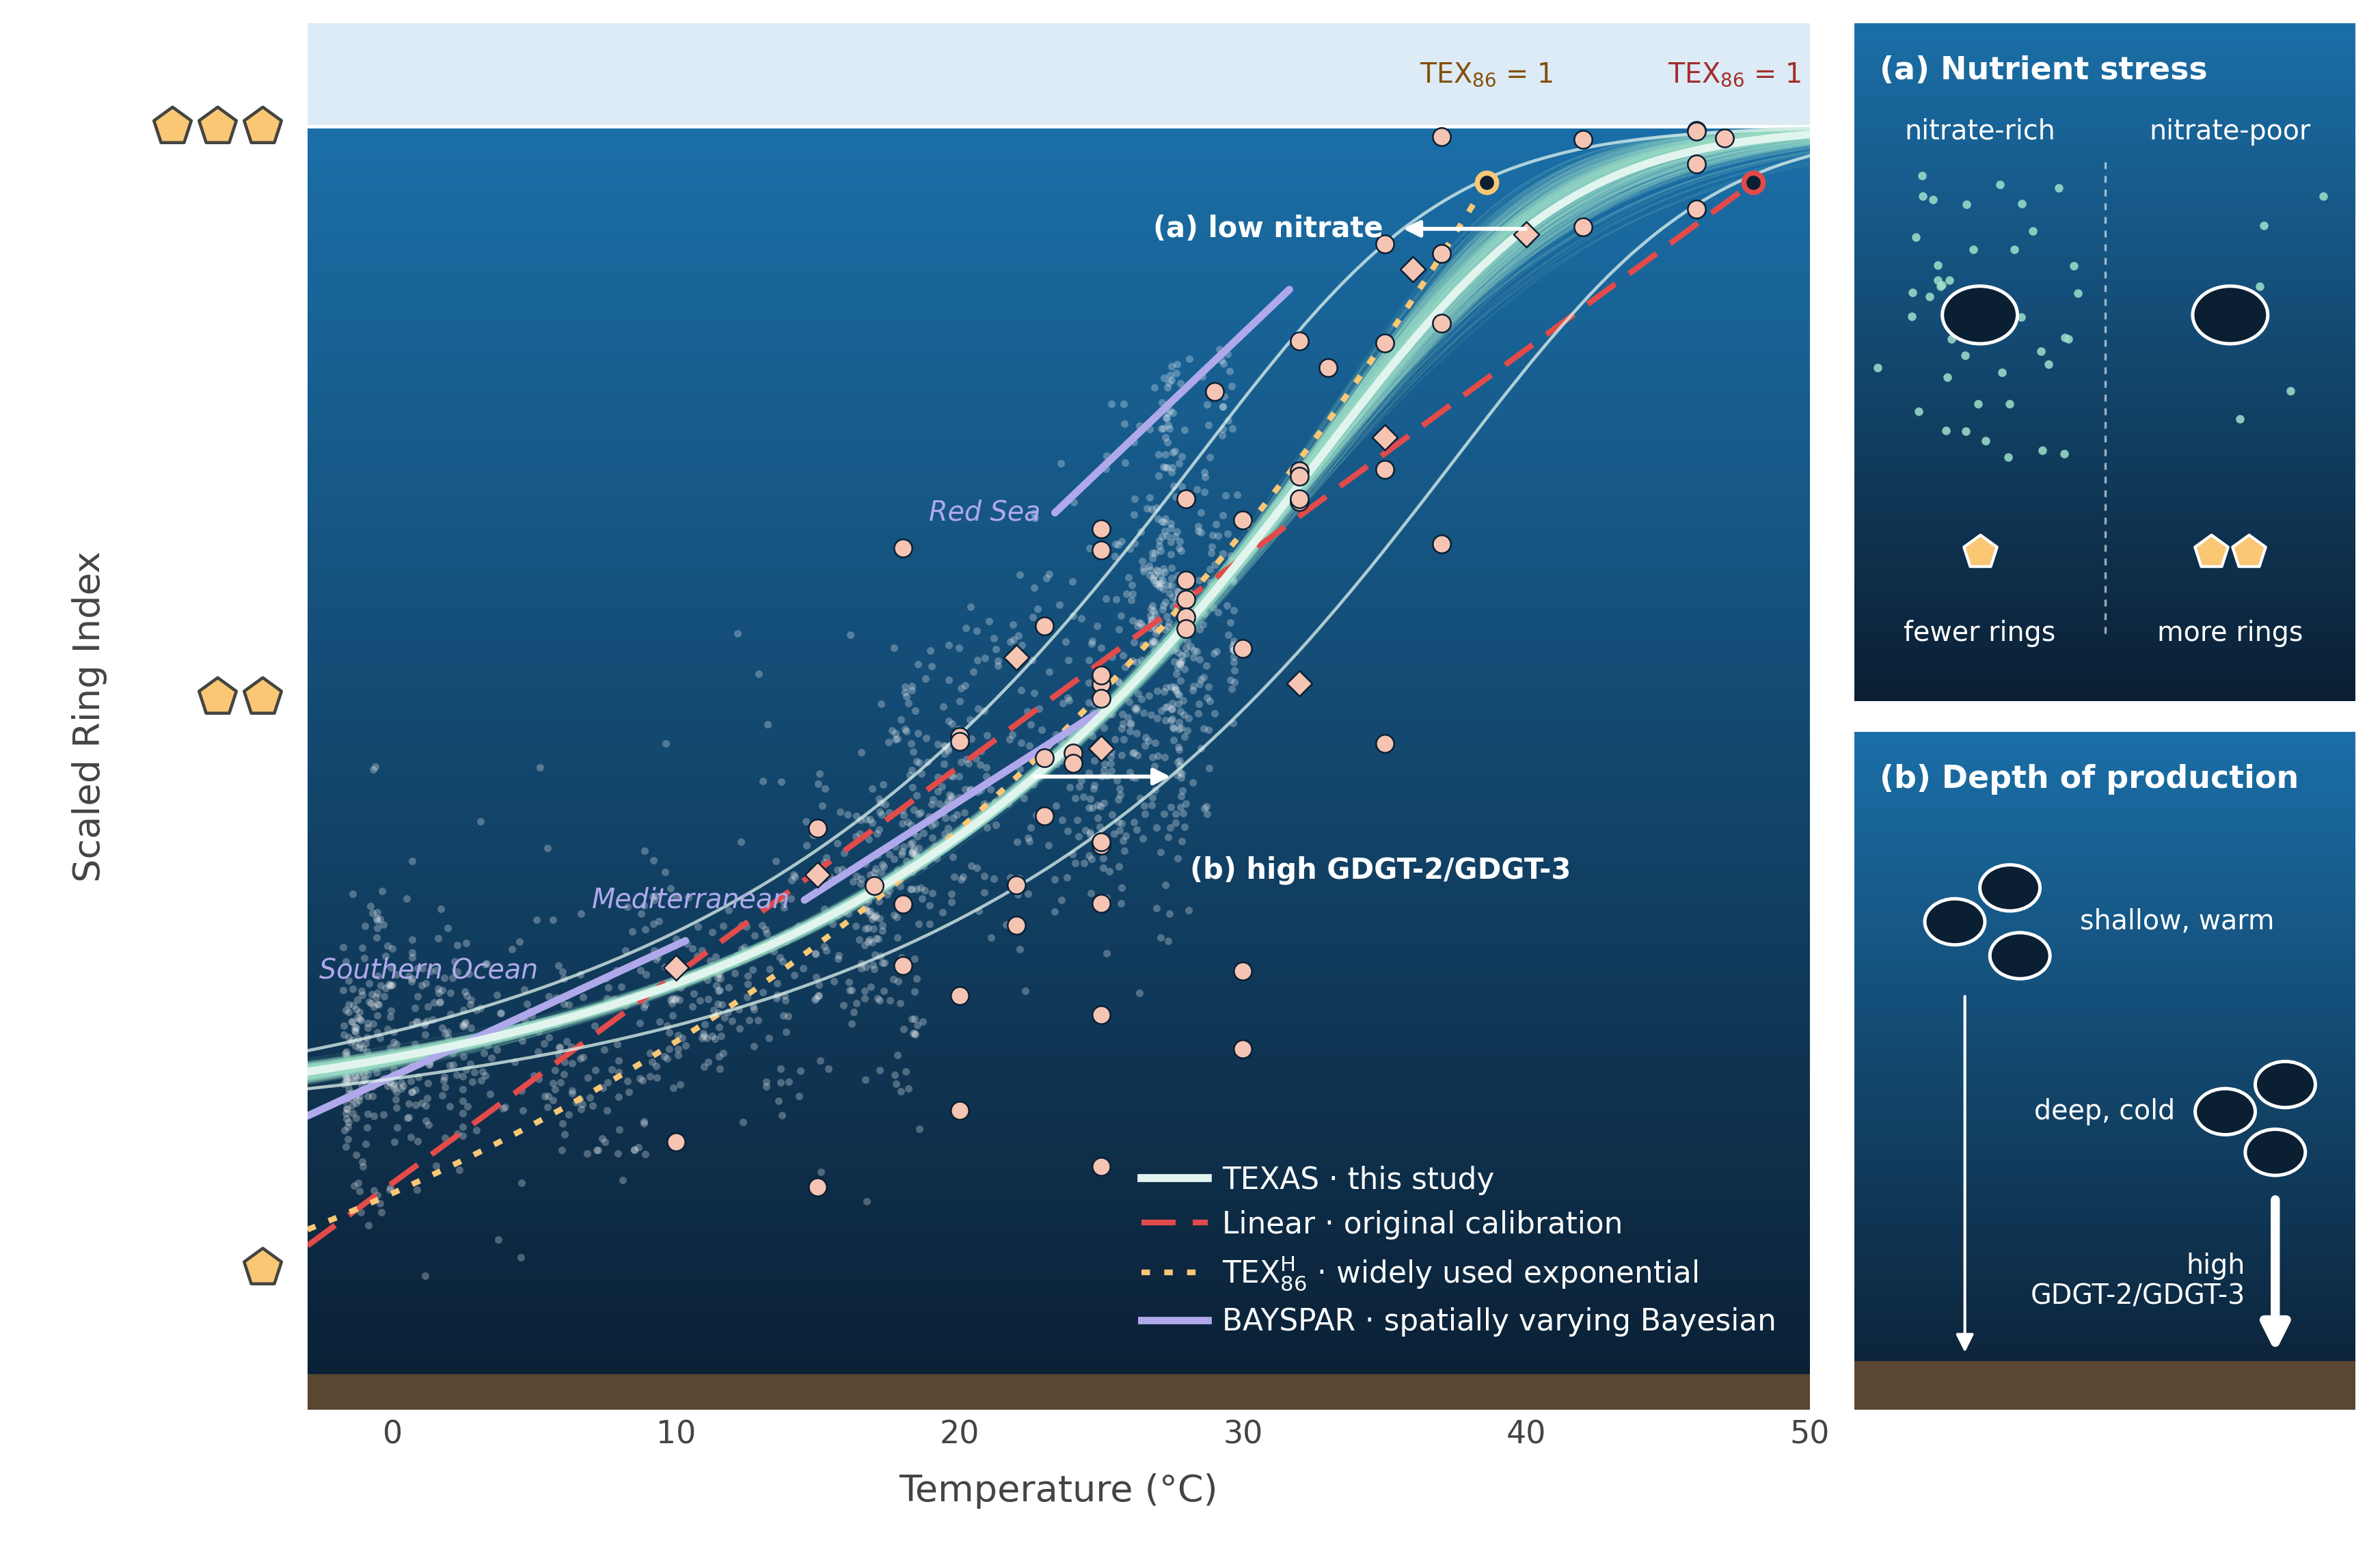 TEX₈₆ = 1
TEX₈₆ = 1
(a) low nitrate
Red Sea
Mediterranean
(b) high GDGT-2/GDGT-3
Southern Ocean
TEXAS · this study
Linear · original calibration
TEX₈₆ᴴ · widely used exponential
BAYSPAR · spatially varying Bayesian
Scaled Ring Index
0
10
20
30
40
50
Temperature (°C)
(a) Nutrient stress
nitrate-rich
nitrate-poor
fewer rings
more rings
(b) Depth of production
shallow, warm
deep, cold
high
GDGT-2/GDGT-3